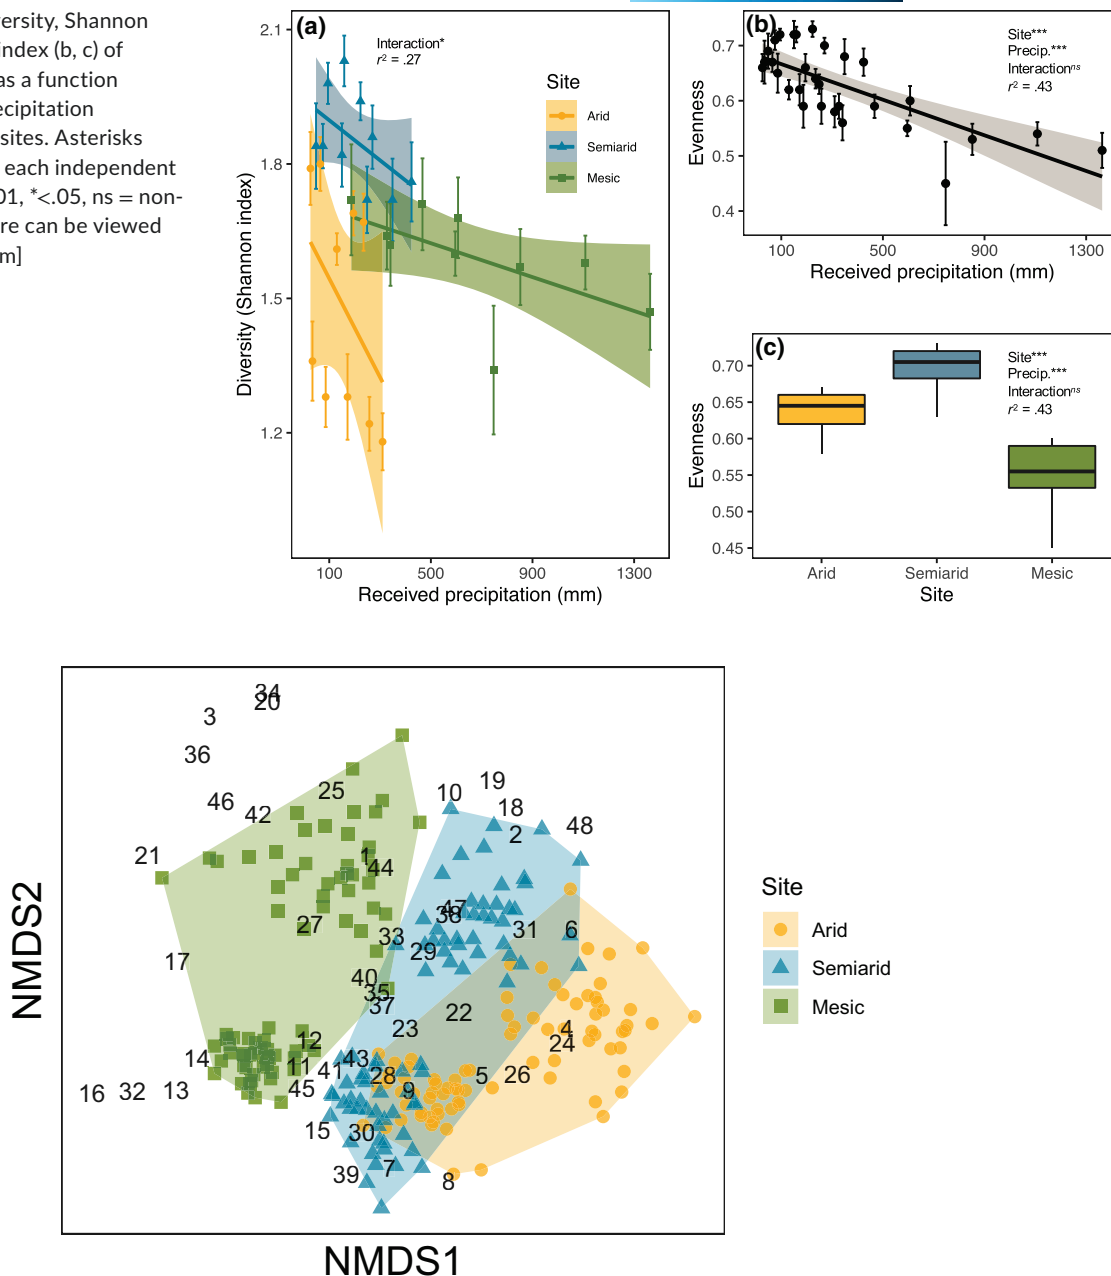 ersity, Shannon
index (b, c) of
as a function
ecipitation
sites. Asterisks
each independent
01, *<.05, ns = non-
re can be viewed
m]
(a)
Interaction*
r² = .27
Site
Arid
Semiarid
Mesic
Diversity (Shannon index)
2.1
1.8
1.5
1.2
100 500 900 1300
Received precipitation (mm)
(b)
Site***
Precip.***
Interactionⁿˢ
r² = .43
Evenness
0.7
0.6
0.5
0.4
100 500 900 1300
Received precipitation (mm)
(c)
Site***
Precip.***
Interactionⁿˢ
r² = .43
Evenness
0.70
0.65
0.60
0.55
0.50
0.45
Arid Semiarid Mesic
Site
34
20
3
36
46
42
25
21
1
44
27
17
33
40
35
37
14
12
11
45
16 32 13
10
19
18
2
48
47
38
31
6
29
22
23
4
24
43
41
28
9
5
26
15
30
7
39
8
NMDS2
NMDS1
Site
Arid
Semiarid
Mesic